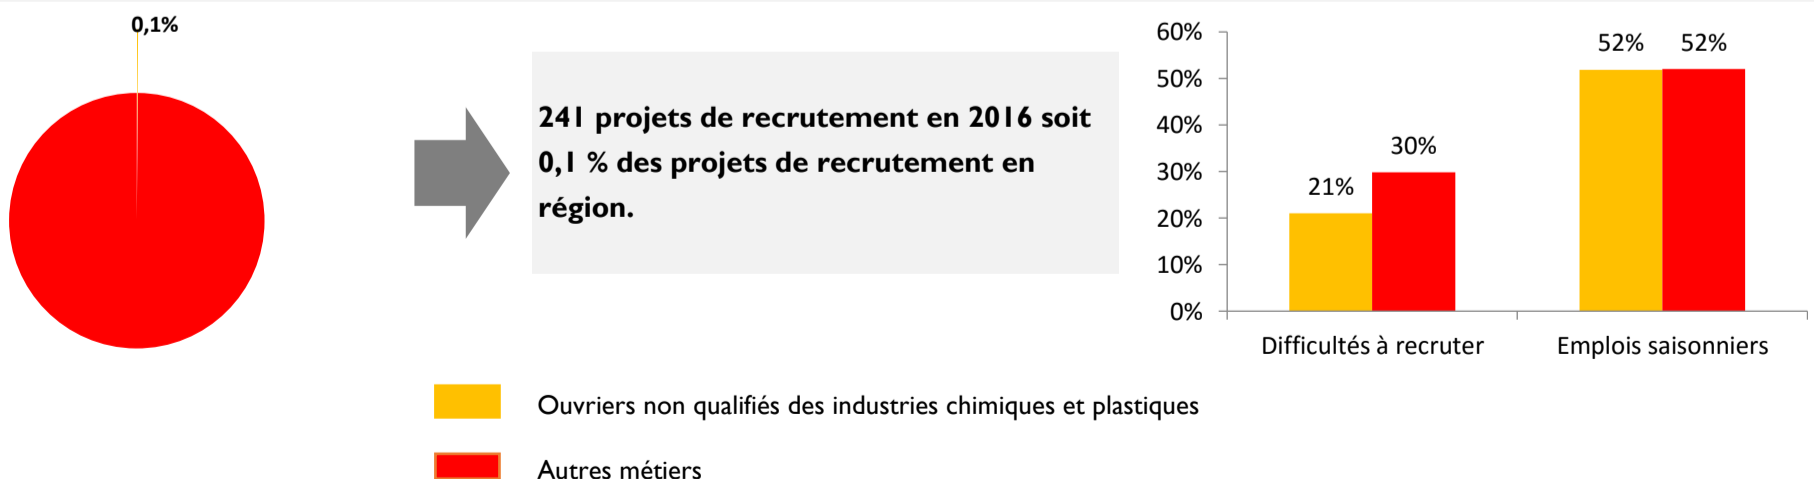 0,1%
241 projets de recrutement en 2016 soit
0,1 % des projets de recrutement en
région.
60%
50%
40%
30%
20%
10%
0%
21%
30%
52%
52%
Difficultés à recruter
Emplois saisonniers
Ouvriers non qualifiés des industries chimiques et plastiques
Autres métiers